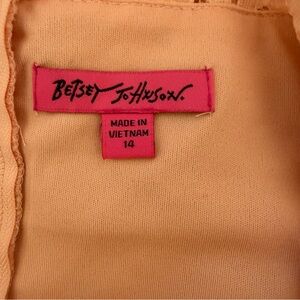 BETSEY JOHNSON.
MADE IN
VIETNAM
14